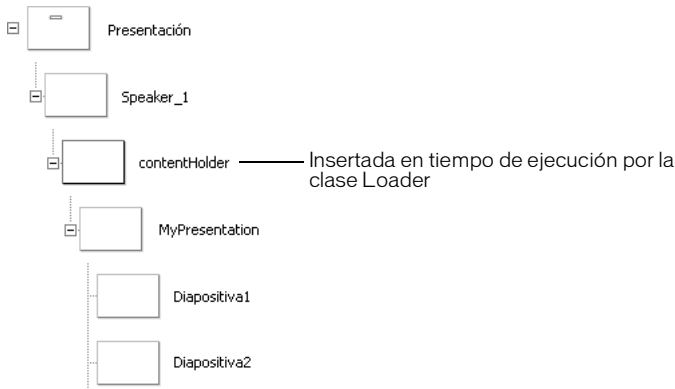 Presentación
Speaker_1
contentHolder
Insertada en tiempo de ejecución por la
clase Loader
MyPresentation
Diapositiva1
Diapositiva2